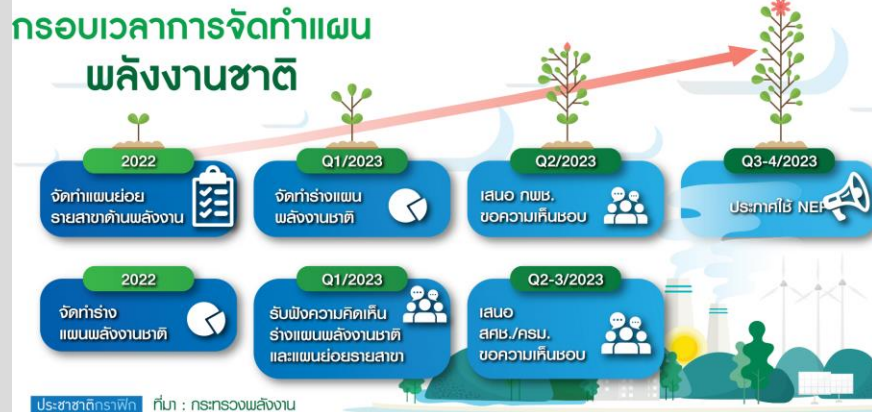 กรอบเวลาการจัดทำแผน
พลังงานชาติ
2022
จัดทำแผนย่อย
รายสาขาด้านพลังงาน
Q1/2023
จัดทำร่างแผน
พลังงานชาติ
Q2/2023
เสนอ กพช.
ขอความเห็นชอบ
Q3-4/2023
ประกาศใช้ NEP
2022
จัดทำร่าง
แผนพลังงานชาติ
Q1/2023
รับฟังความคิดเห็น
ร่างแผนพลังงานชาติ
และแผนย่อยรายสาขา
Q2-3/2023
เสนอ
สศช./ครม.
ขอความเห็นชอบ
ประชาชาติกราฟิก ที่มา : กระทรวงพลังงาน